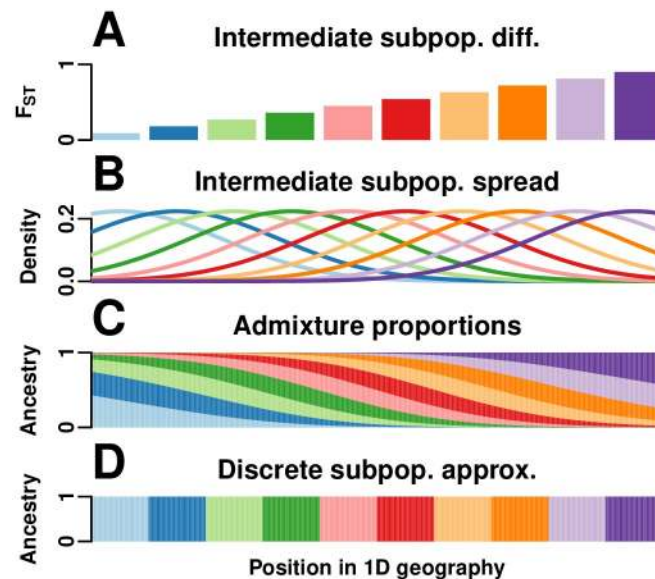 A
Intermediate subpop. diff.
1
F_ST
0
B
Intermediate subpop. spread
0.2
Density
0.0
C
Admixture proportions
1
Ancestry
0
D
Discrete subpop. approx.
1
Ancestry
0
Position in 1D geography